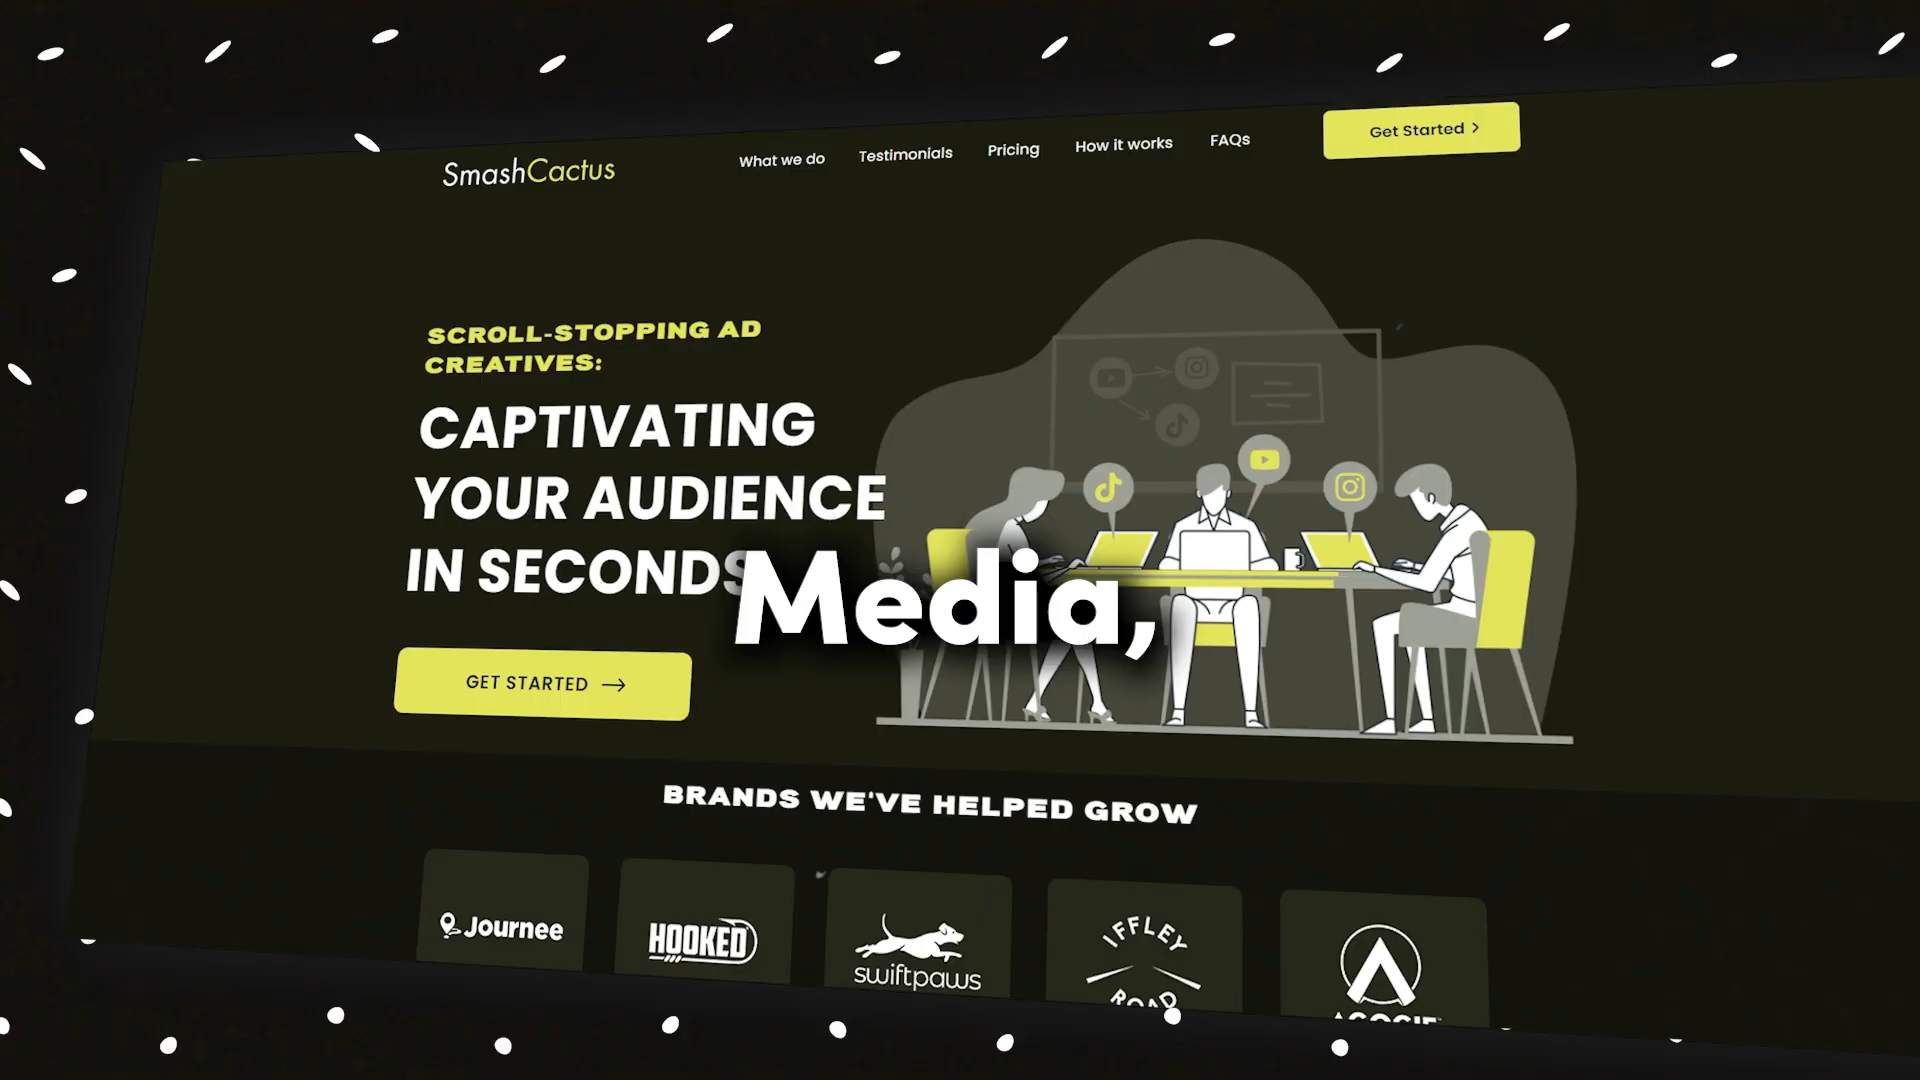 SmashCactus
What we do
Testimonials
Pricing
How it works
FAQs
Get Started
SCROLL-STOPPING AD
CREATIVES:
CAPTIVATING
YOUR AUDIENCE
IN SECONDS
Media,
GET STARTED
BRANDS WE'VE HELPED GROW
Journee
HOOKED
swiftpaws
IFFLEY
ROAD